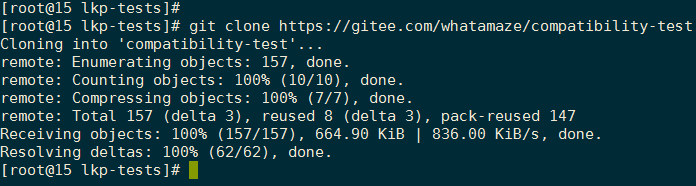 [root@15 lkp-tests]#
[root@15 lkp-tests]# git clone https://gitee.com/whatamaze/compatibility-test
Cloning into 'compatibility-test'...
remote: Enumerating objects: 157, done.
remote: Counting objects: 100% (10/10), done.
remote: Compressing objects: 100% (7/7), done.
remote: Total 157 (delta 3), reused 8 (delta 3), pack-reused 147
Receiving objects: 100% (157/157), 664.90 KiB | 836.00 KiB/s, done.
Resolving deltas: 100% (62/62), done.
[root@15 lkp-tests]#